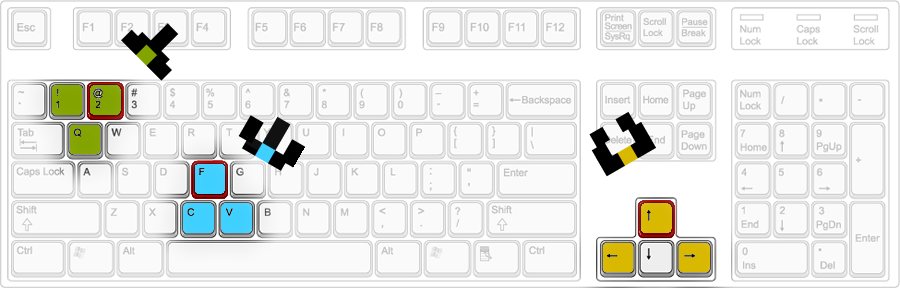 Esc F1 F2 F3 F4 F5 F6 F7 F8 F9 F10 F11 F12 Print Screen SysRq Scroll Lock Pause Break Num Lock Caps Lock Scroll Lock
~ ! 1 @ 2 # 3 $ 4 % 5 ^ 6 & 7 * 8 ( 9 ) 0 - - + = ←Backspace Insert Home Page Up Num Lock / * -
Tab Q W E R T U I O P { [ } ] | \ End Page Down 7 Home 8 ↑ 9 PgUp +
Caps Lock A S D F G J K L : ; " , Enter 4 ← 5 6 →
Shift Z X C V B N M < , > . ? / Shift ↑ 1 End 2 ↓ 3 PgDn Enter
Ctrl Alt Alt Ctrl ← ↓ → 0 Ins * Del